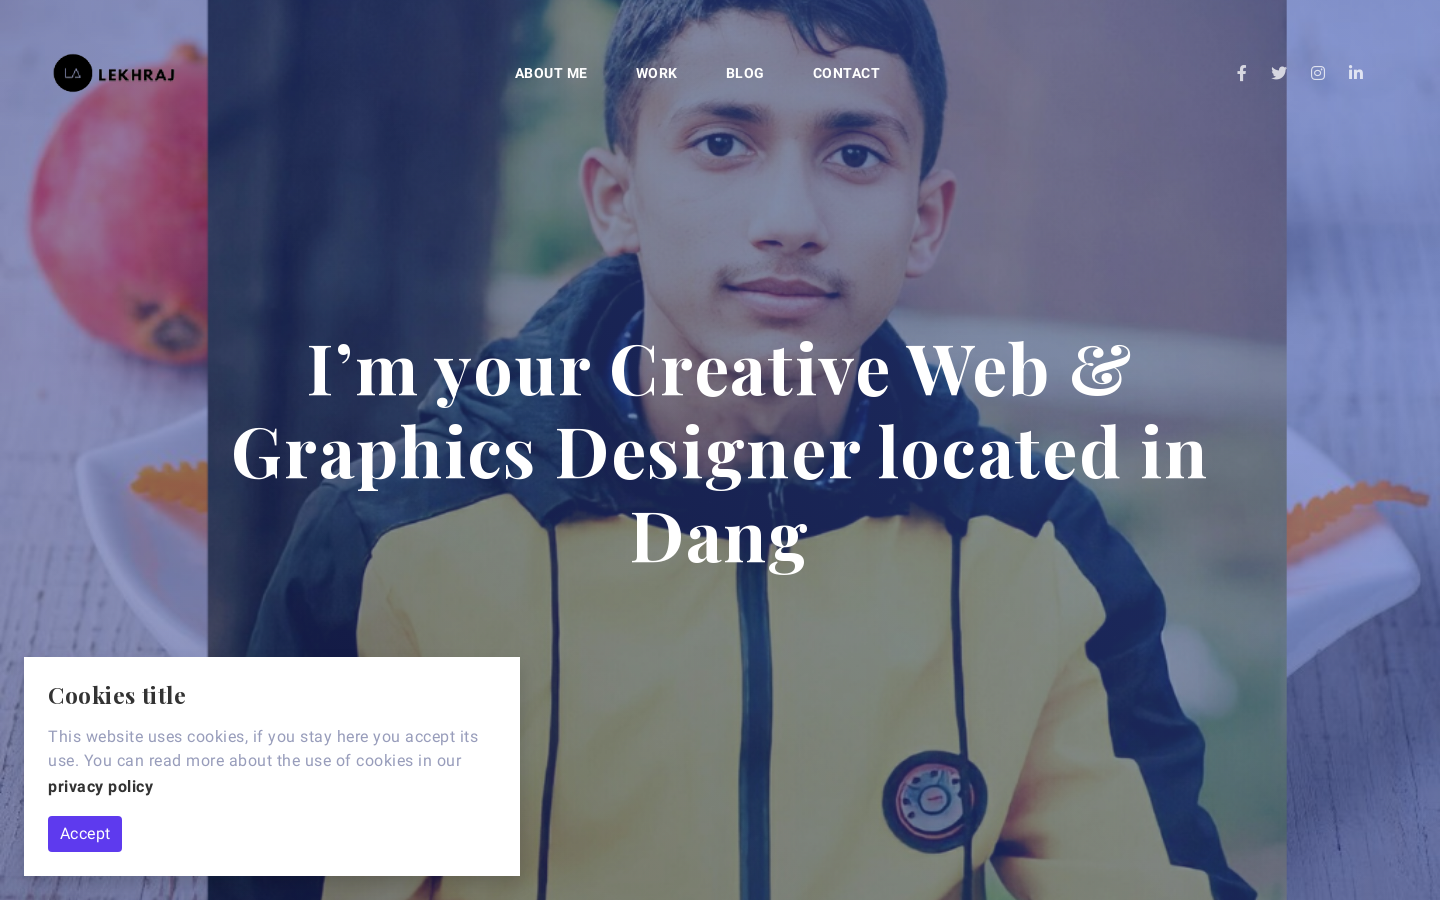 LA LEKHRAJ
ABOUT ME WORK BLOG CONTACT
I’m your Creative Web &
Graphics Designer located in
Dang
Cookies title
This website uses cookies, if you stay here you accept its
use. You can read more about the use of cookies in our
privacy policy
Accept